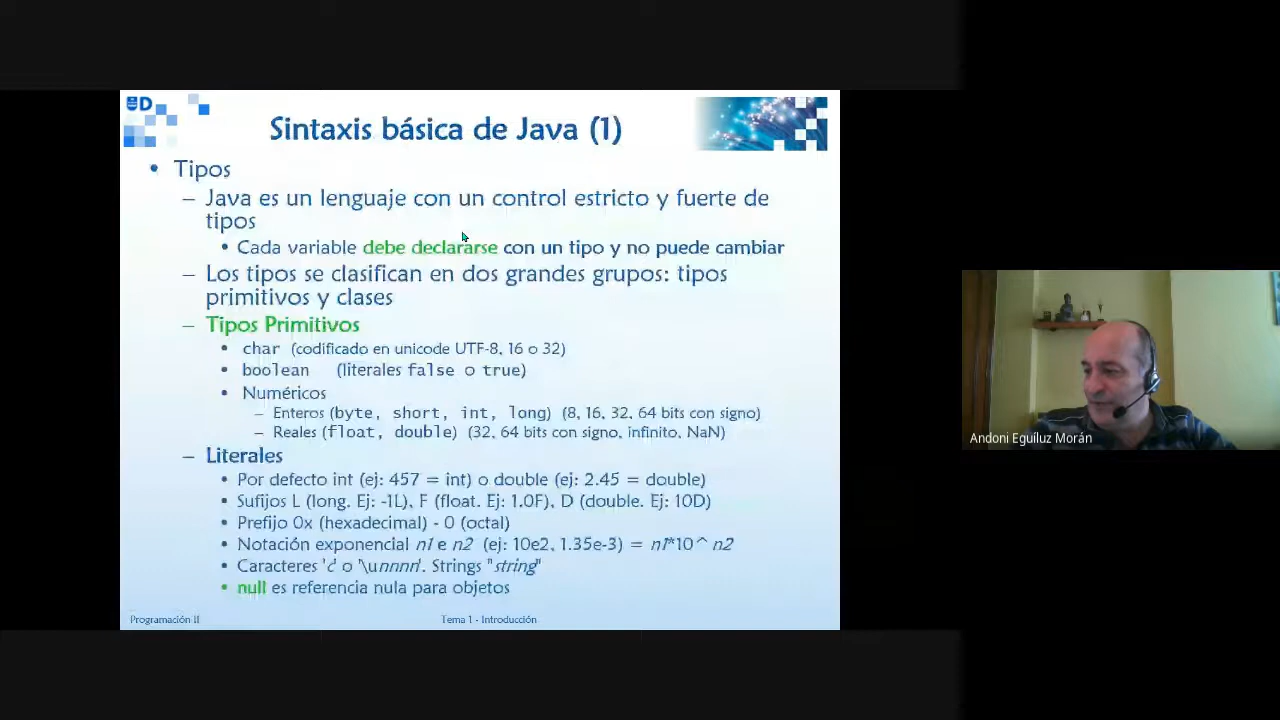 D
Sintaxis básica de Java (1)
• Tipos
– Java es un lenguaje con un control estricto y fuerte de
tipos
• Cada variable debe declararse con un tipo y no puede cambiar
– Los tipos se clasifican en dos grandes grupos: tipos
primitivos y clases
– Tipos Primitivos
• char (codificado en unicode UTF-8, 16 o 32)
• boolean (literales false o true)
• Numéricos
– Enteros (byte, short, int, long) (8, 16, 32, 64 bits con signo)
– Reales (float, double) (32, 64 bits con signo, infinito, NaN)
– Literales
• Por defecto int (ej: 457 = int) o double (ej: 2.45 = double)
• Sufijos L (long. Ej: -1L), F (float. Ej: 1.0F), D (double. Ej: 10D)
• Prefijo 0x (hexadecimal) - 0 (octal)
• Notación exponencial n1 e n2 (ej: 10e2, 1.35e-3) = n1*10^ n2
• Caracteres 'c' o '\unnnn'. Strings "string"
• null es referencia nula para objetos
Programación II
Tema 1 - Introducción
Andoni Eguíluz Morán